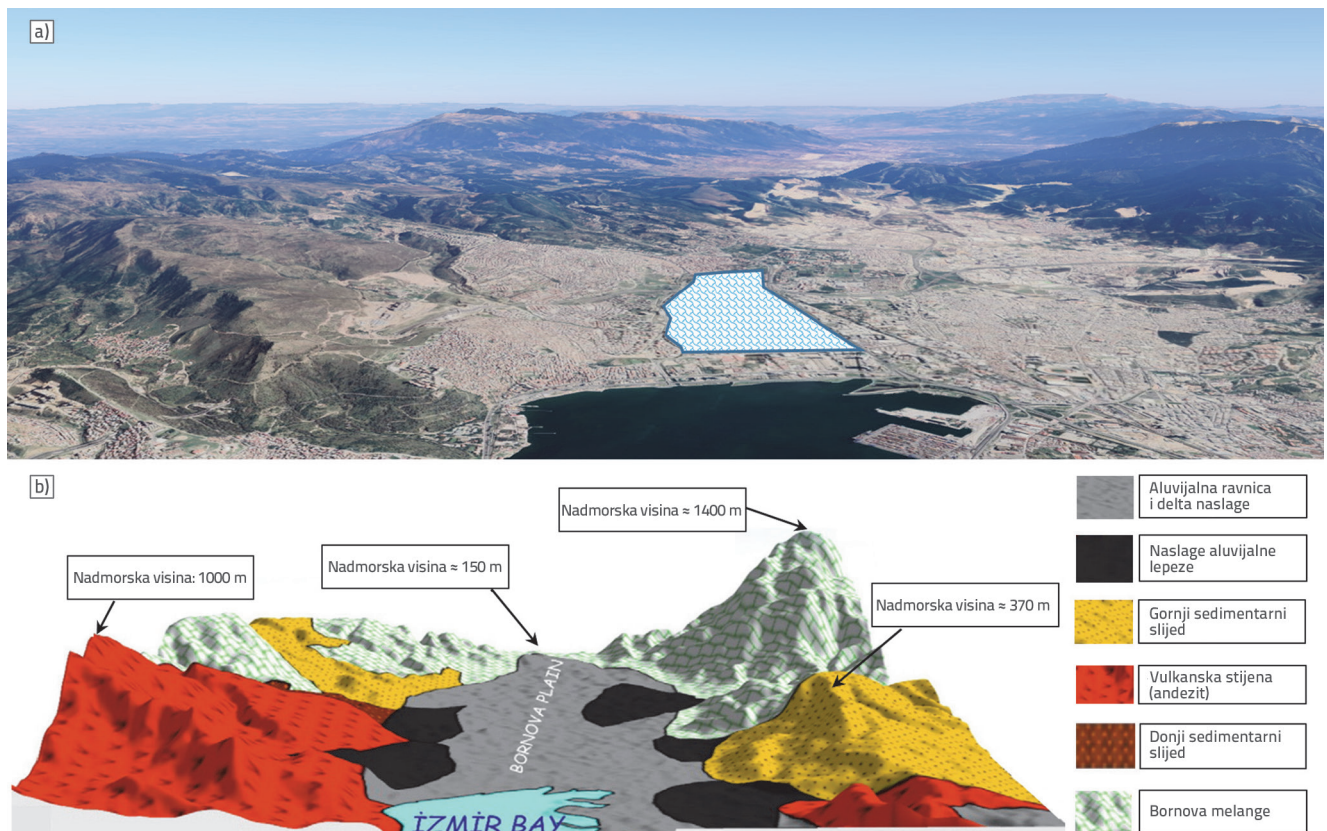 a)
b)
Nadmorska visina: 1000 m
Nadmorska visina ≈ 150 m
Nadmorska visina ≈ 1400 m
Nadmorska visina ≈ 370 m
BORNOVA PLAIN
İZMİR BAY
Aluvijalna ravnica
i delta naslage
Naslage aluvijalne
lepeze
Gornji sedimentarni
slijed
Vulkanska stijena
(andezit)
Donji sedimentarni
slijed
Bornova melange